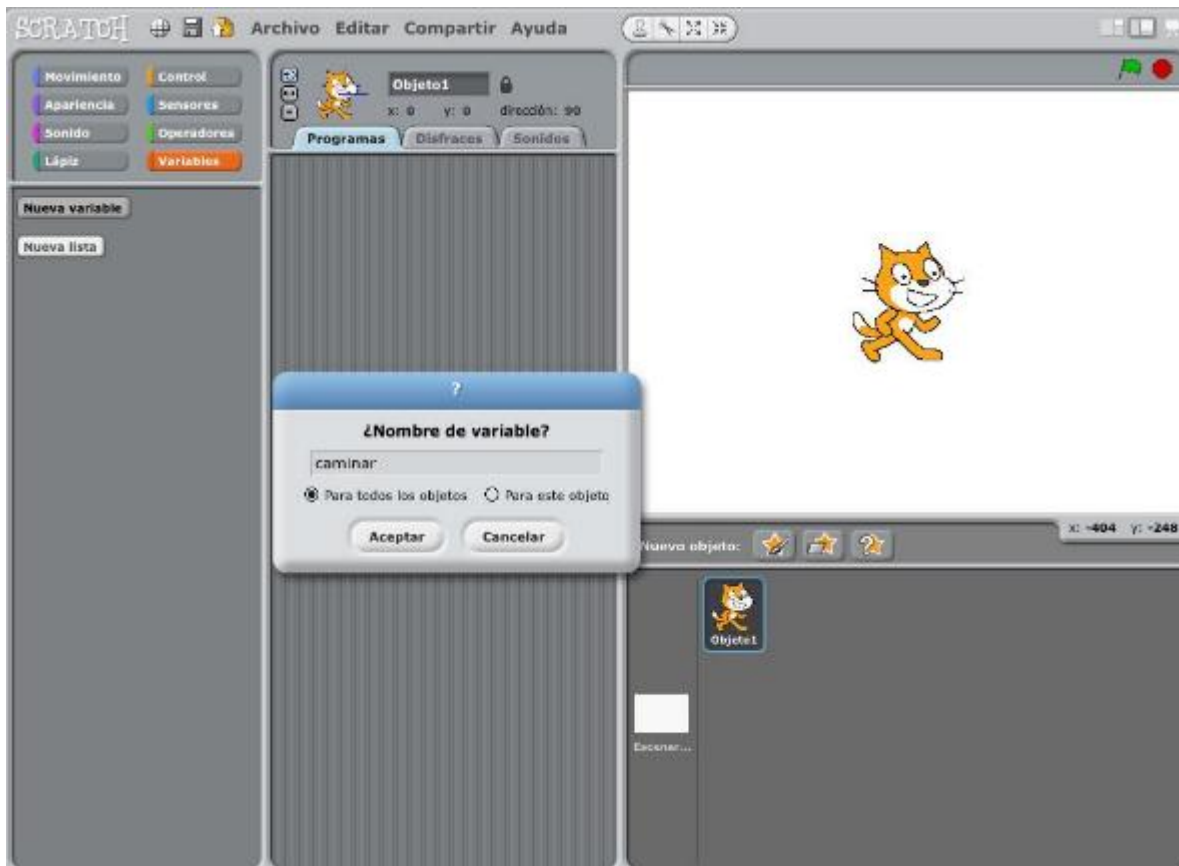 SCRATCH Archivo Editar Compartir Ayuda
Movimiento Control
Apariencia Sensores
Sonido Operadores
Lápiz Variables
Objeto1
x: 0 y: 0 dirección: 90
Programas Disfraces Sonidos
Nueva variable
Nueva lista
?
¿Nombre de variable?
caminar
Para todos los objetos Para este objeto
Aceptar Cancelar
x: -404 y: -248
Nuevo objeto:
Objeto1
Escenar...